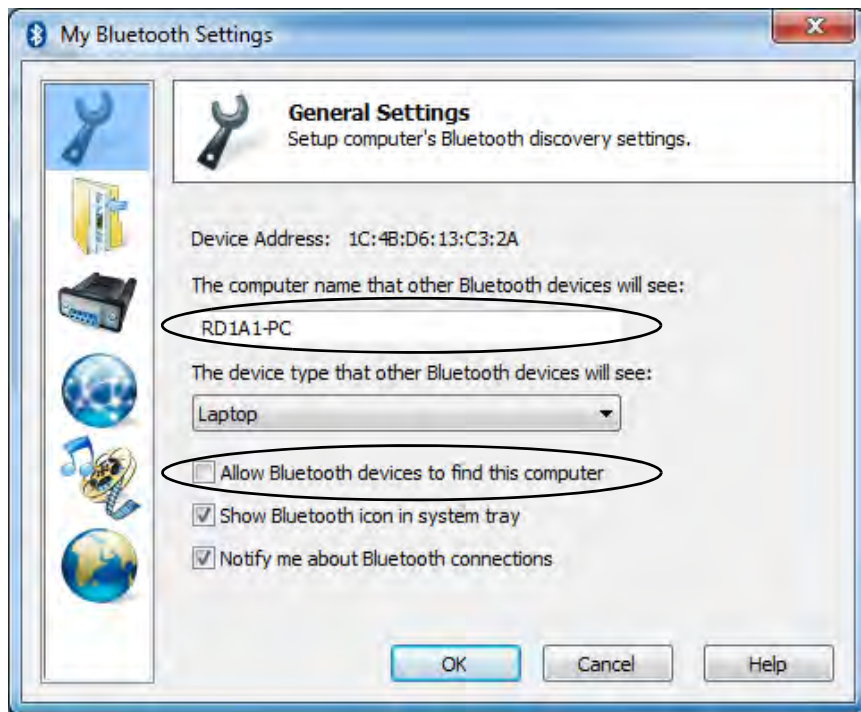 My Bluetooth Settings
General Settings
Setup computer's Bluetooth discovery settings.
Device Address: 1C:4B:D6:13:C3:2A
The computer name that other Bluetooth devices will see:
RD1A1-PC
The device type that other Bluetooth devices will see:
Laptop
Allow Bluetooth devices to find this computer
Show Bluetooth icon in system tray
Notify me about Bluetooth connections
OK Cancel Help